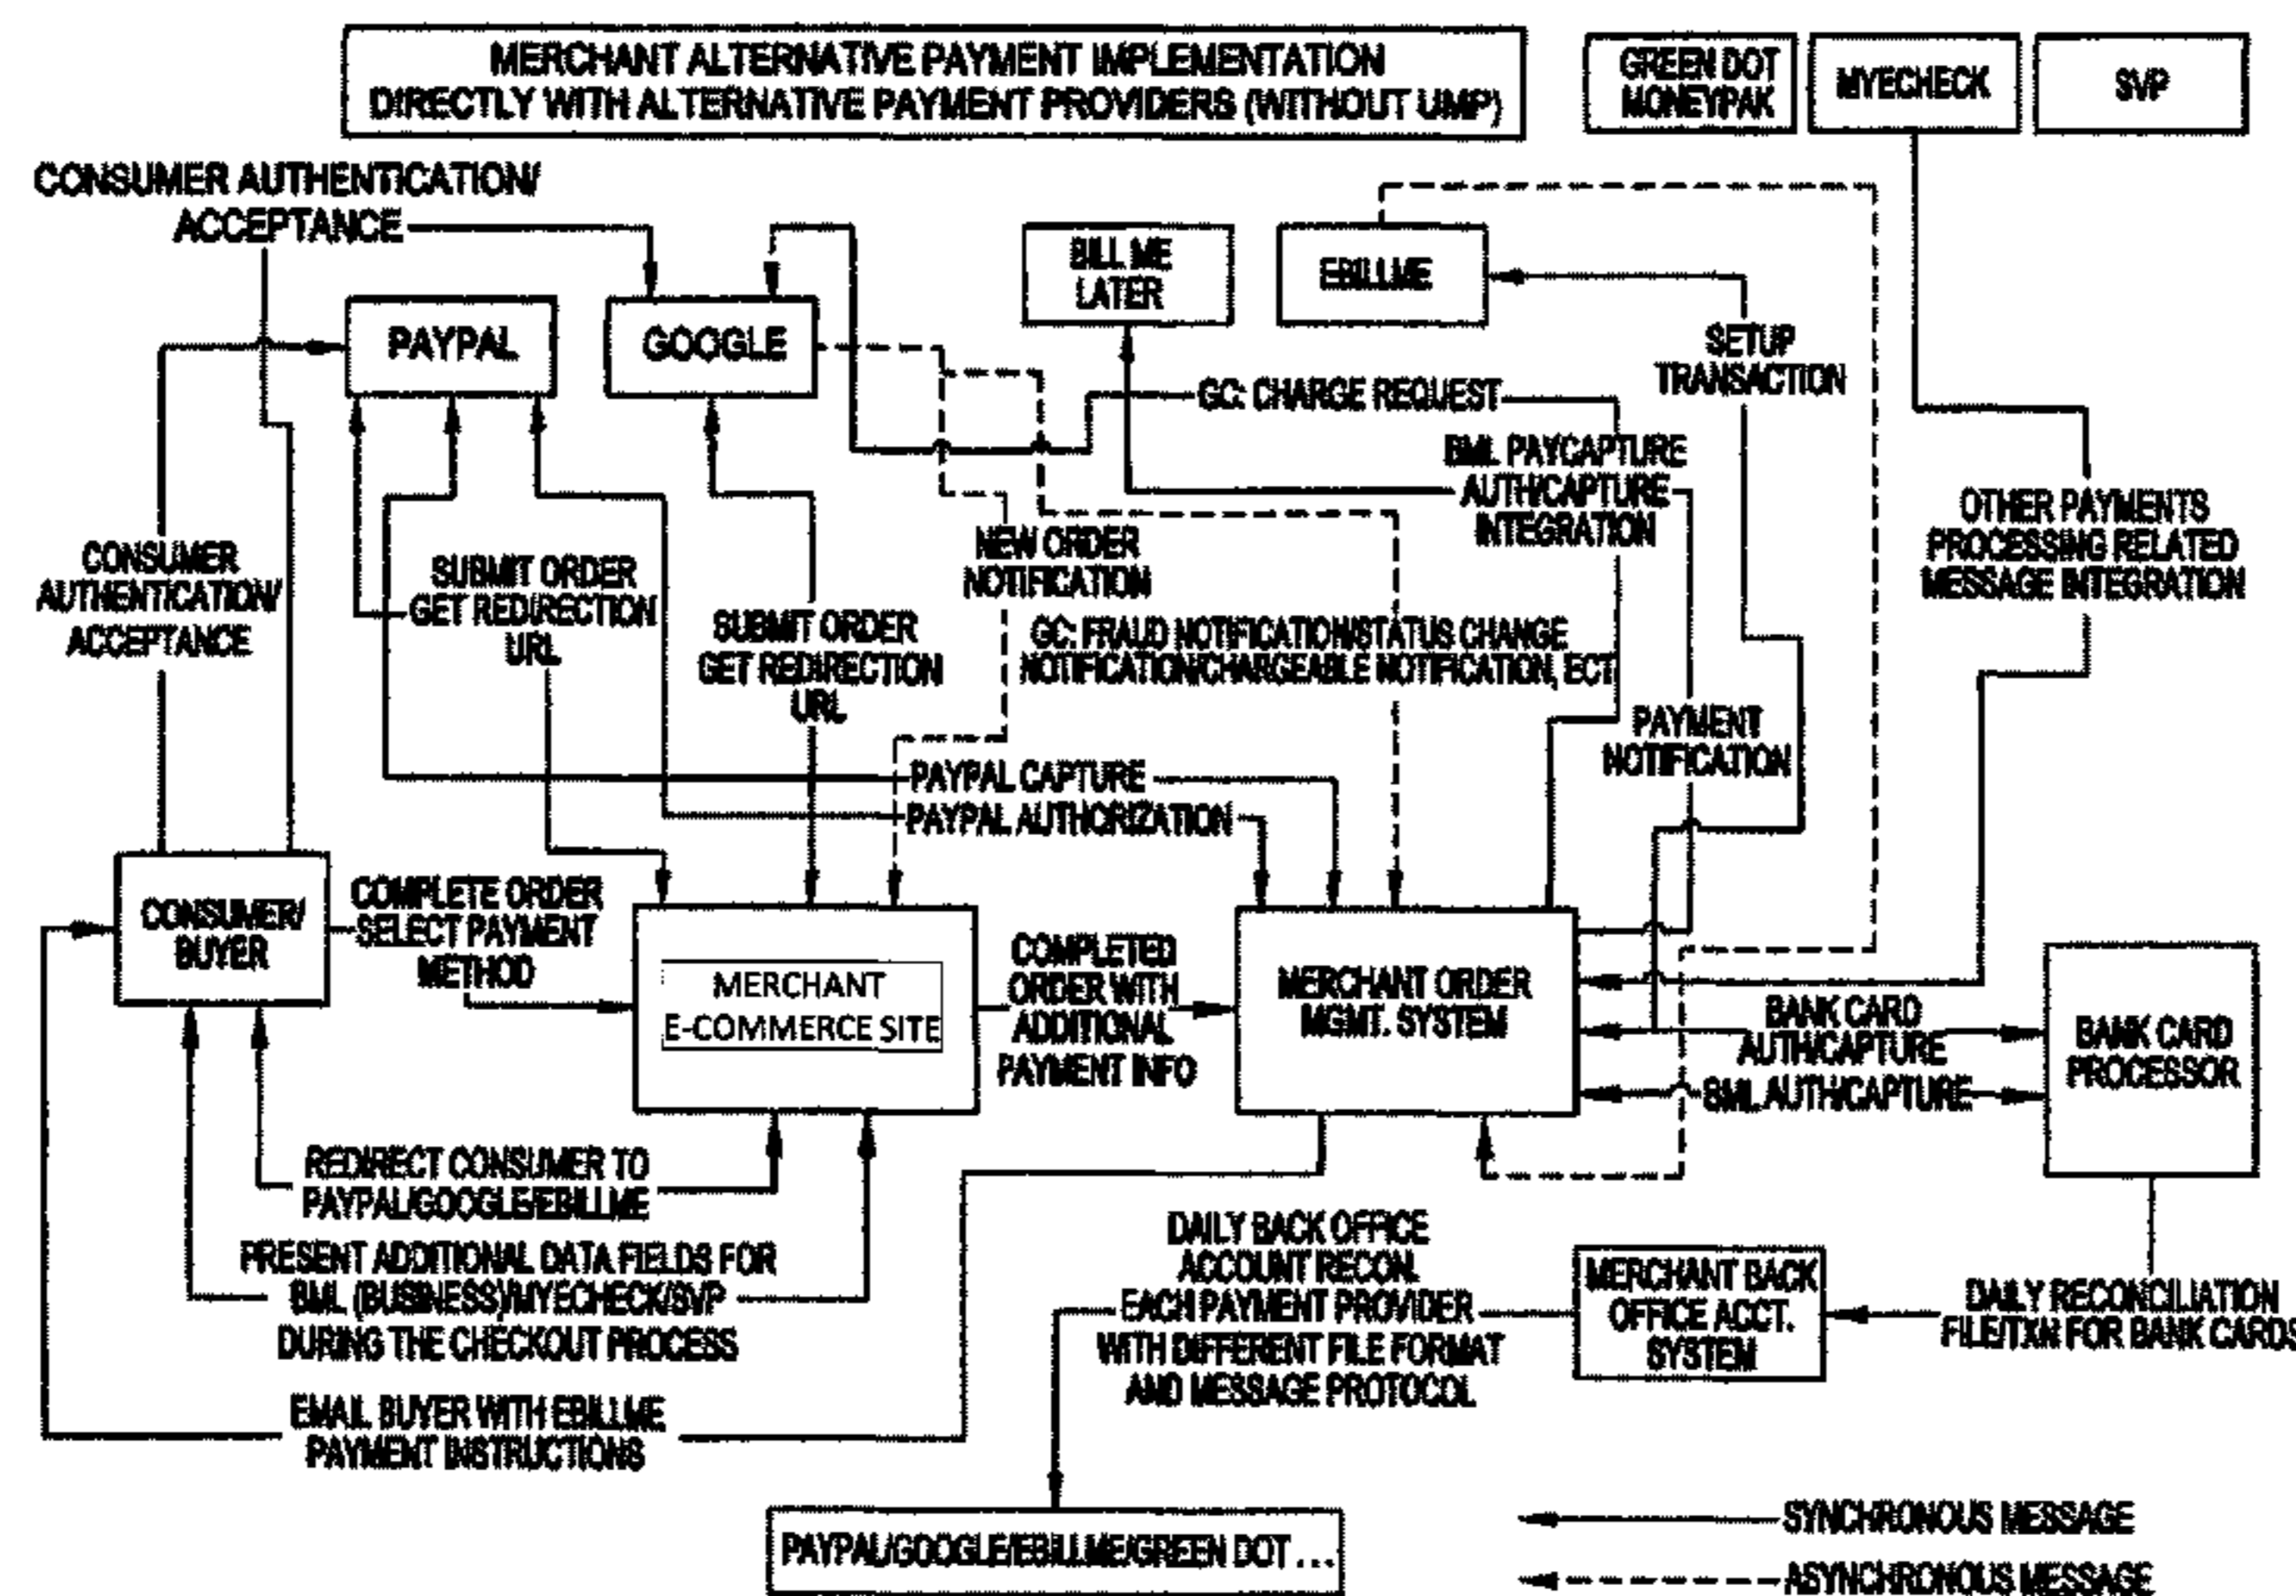 MERCHANT ALTERNATIVE PAYMENT IMPLEMENTATION
DIRECTLY WITH ALTERNATIVE PAYMENT PROVIDERS (WITHOUT UMP)
GREEN DOT
MONEYPAK
MYECHECK
SVP
CONSUMER AUTHENTICATION/
ACCEPTANCE
BILL ME
LATER
EBILLME
PAYPAL
GOOGLE
SETUP
TRANSACTION
GC: CHARGE REQUEST
BML PAYCAPTURE
AUTH/CAPTURE
INTEGRATION
OTHER PAYMENTS
PROCESSING RELATED
MESSAGE INTEGRATION
CONSUMER
AUTHENTICATION/
ACCEPTANCE
SUBMIT ORDER
GET REDIRECTION
URL
NEW ORDER
NOTIFICATION
SUBMIT ORDER
GET REDIRECTION
URL
GC: FRAUD NOTIFICATION/STATUS CHANGE
NOTIFICATION/CHARGEABLE NOTIFICATION, ECT
PAYMENT
NOTIFICATION
PAYPAL CAPTURE
PAYPAL AUTHORIZATION
CONSUMER/
BUYER
COMPLETE ORDER
SELECT PAYMENT
METHOD
MERCHANT
E-COMMERCE SITE
COMPLETED
ORDER WITH
ADDITIONAL
PAYMENT INFO
MERCHANT ORDER
MGMT. SYSTEM
BANK CARD
AUTH/CAPTURE
BML AUTH/CAPTURE
BANK CARD
PROCESSOR
REDIRECT CONSUMER TO
PAYPAL/GOOGLE/EBILLME
PRESENT ADDITIONAL DATA FIELDS FOR
BML (BUSINESS)/MYECHECK/SVP
DURING THE CHECKOUT PROCESS
EMAIL BUYER WITH EBILLME
PAYMENT INSTRUCTIONS
DAILY BACK OFFICE
ACCOUNT RECON.
EACH PAYMENT PROVIDER
WITH DIFFERENT FILE FORMAT
AND MESSAGE PROTOCOL
MERCHANT BACK
OFFICE ACCT.
SYSTEM
DAILY RECONCILIATION
FILE/TXN FOR BANK CARDS
PAYPAL/GOOGLE/EBILLME/GREEN DOT...
SYNCHRONOUS MESSAGE
ASYNCHRONOUS MESSAGE